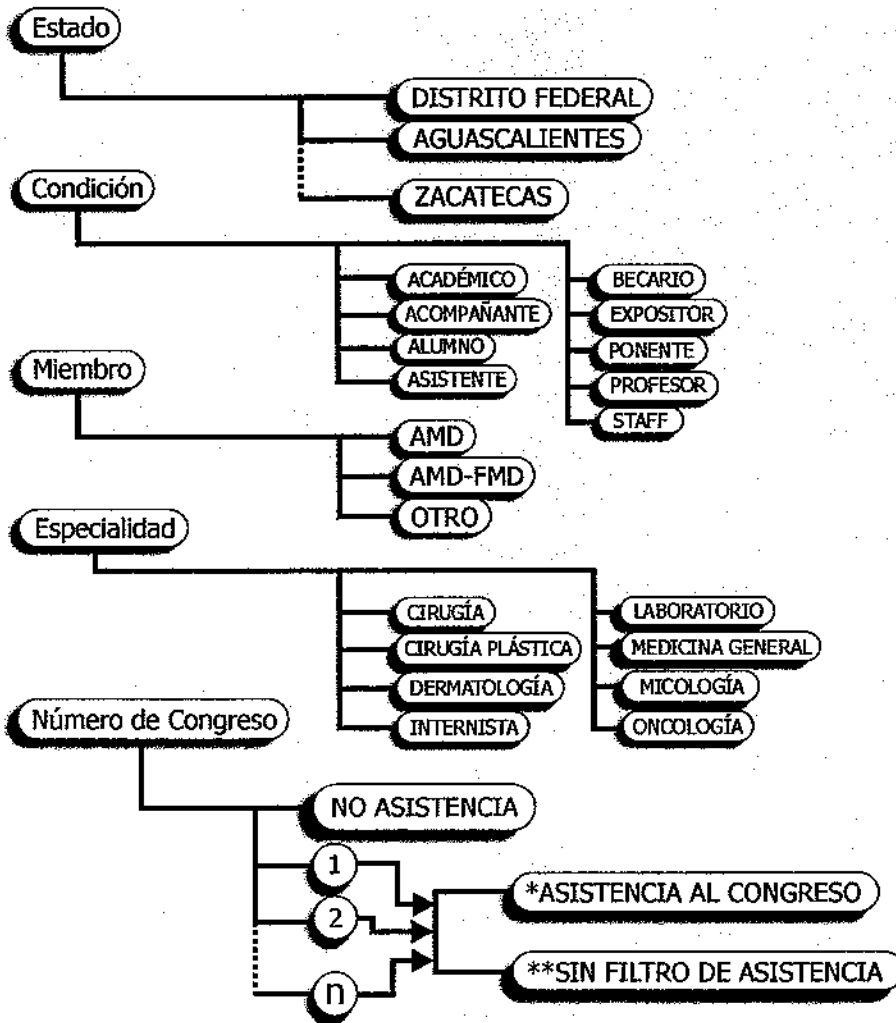 Estado
DISTRITO FEDERAL
AGUASCALIENTES
ZACATECAS
Condición
ACADÉMICO
ACOMPAÑANTE
ALUMNO
ASISTENTE
BECARIO
EXPOSITOR
PONENTE
PROFESOR
STAFF
Miembro
AMD
AMD-FMD
OTRO
Especialidad
CIRUGÍA
CIRUGÍA PLÁSTICA
DERMATOLOGÍA
INTERNISTA
LABORATORIO
MEDICINA GENERAL
MICOLOGÍA
ONCOLOGÍA
Número de Congreso
NO ASISTENCIA
1
2
n
*ASISTENCIA AL CONGRESO
**SIN FILTRO DE ASISTENCIA